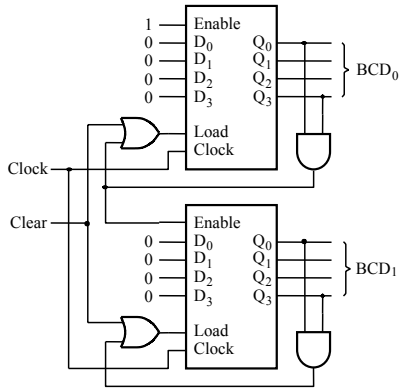 1 Enable
0 D0 Q0
0 D1 Q1
0 D2 Q2
0 D3 Q3
BCD0
Load
Clock
Clock
Clear
Enable
0 D0 Q0
0 D1 Q1
0 D2 Q2
0 D3 Q3
BCD1
Load
Clock